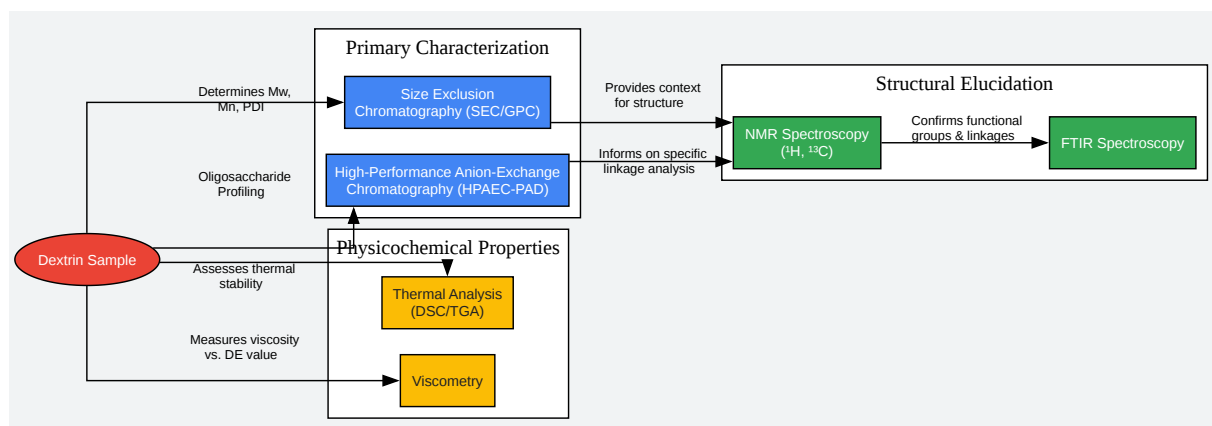 Primary Characterization
Determines Mw,
Mn, PDI
Size Exclusion
Chromatography (SEC/GPC)
Provides context
for structure
Structural Elucidation
NMR Spectroscopy
(¹H, ¹³C)
Confirms functional
groups & linkages
FTIR Spectroscopy
Oligosaccharide
Profiling
High-Performance Anion-Exchange
Chromatography (HPAEC-PAD)
Informs on specific
linkage analysis
Dextrin Sample
Physicochemical Properties
Assesses thermal
stability
Thermal Analysis
(DSC/TGA)
Measures viscosity
vs. DE value
Viscometry